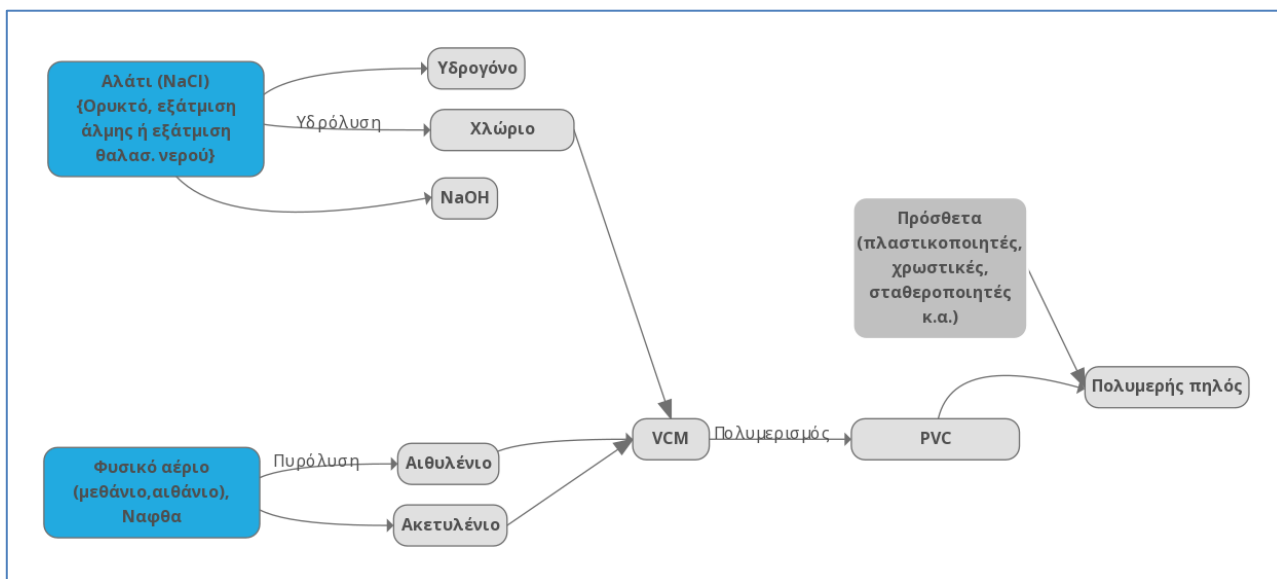 Αλάτι (NaCl)
{Ορυκτό, εξάτμιση
άλμης ή εξάτμιση
θαλασ. νερού}
Υδρογόνο
Υδρόλυση
Χλώριο
NaOH
Πρόσθετα
(πλαστικοποιητές,
χρωστικές,
σταθεροποιητές
κ.α.)
Πολυμερής πηλός
Φυσικό αέριο
(μεθάνιο,αιθάνιο),
Ναφθα
Πυρόλυση
Αιθυλένιο
Ακετυλένιο
VCM
Πολυμερισμός
PVC